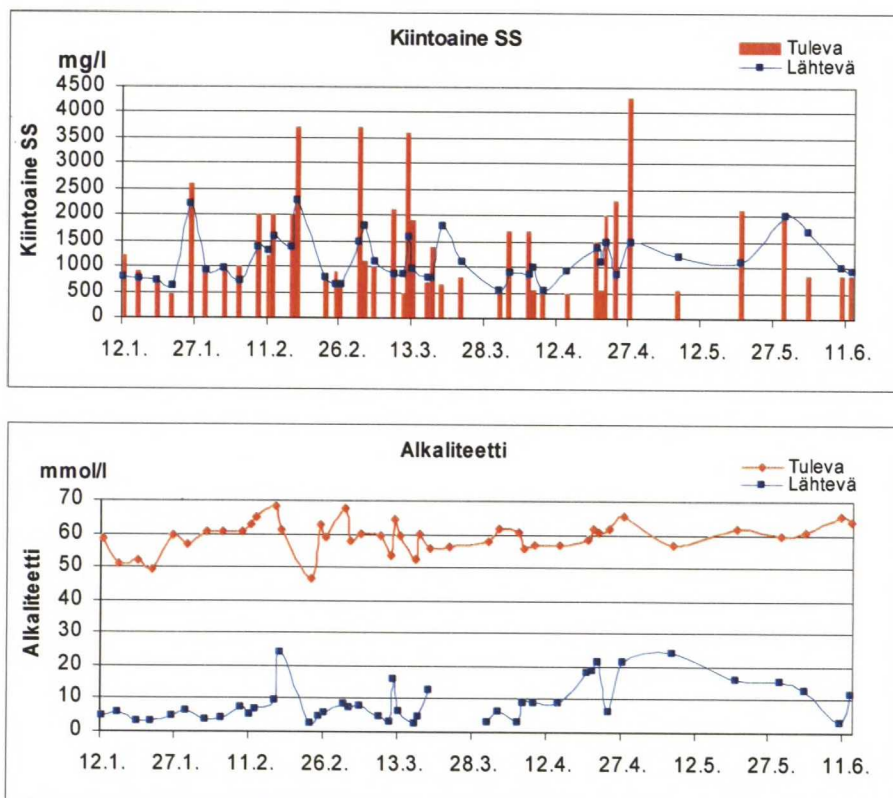 Kiintoaine SS
mg/l
Tuleva
Lähtevä
Kiintoaine SS
4500
4000
3500
3000
2500
2000
1500
1000
500
0
12.1. 27.1. 11.2. 26.2. 13.3. 28.3. 12.4. 27.4. 12.5. 27.5. 11.6.
Alkaliteetti
mmol/l
Tuleva
Lähtevä
Alkaliteetti
70
60
50
40
30
20
10
0
12.1. 27.1. 11.2. 26.2. 13.3. 28.3. 12.4. 27.4. 12.5. 27.5. 11.6.